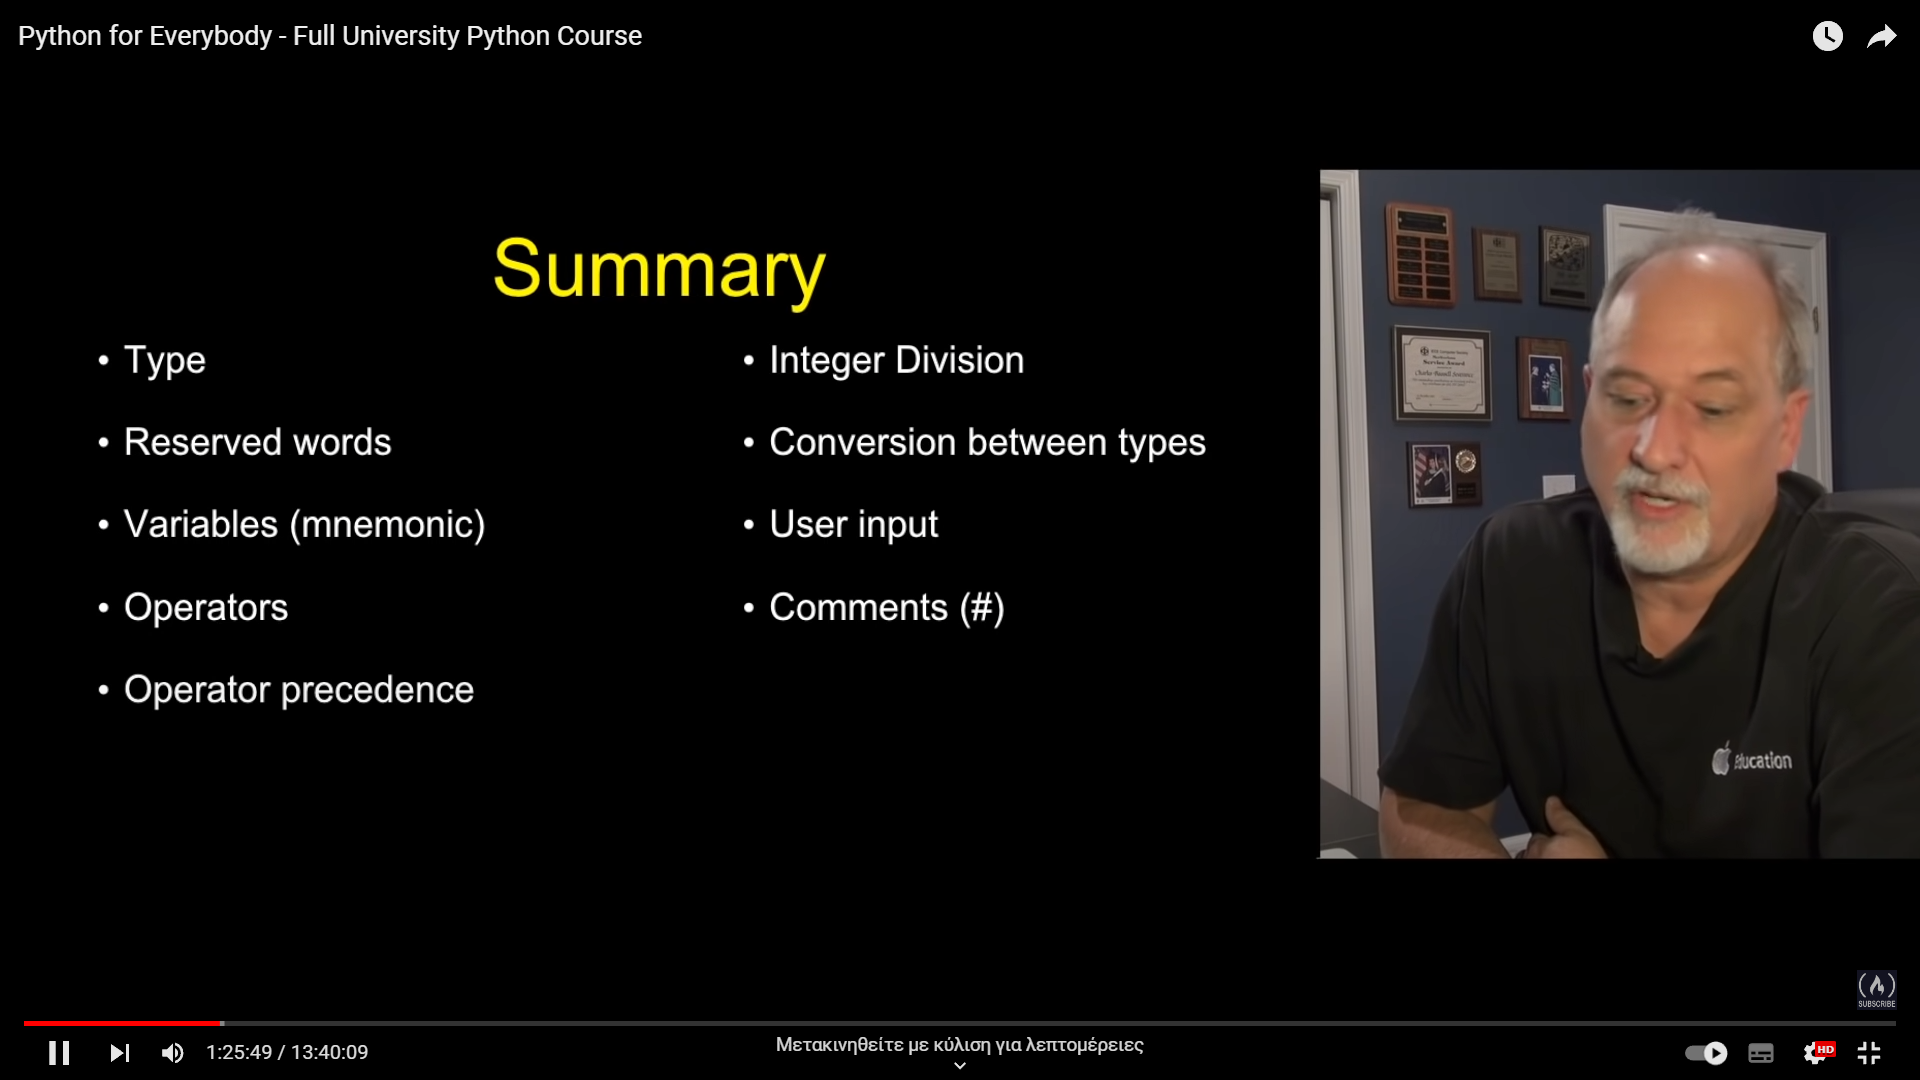 Python for Everybody - Full University Python Course
Summary
• Type
• Reserved words
• Variables (mnemonic)
• Operators
• Operator precedence
• Integer Division
• Conversion between types
• User input
• Comments (#)
Service Award
Education
SUBSCRIBE
1:25:49 / 13:40:09
Μετακινηθείτε με κύλιση για λεπτομέρειες
HD